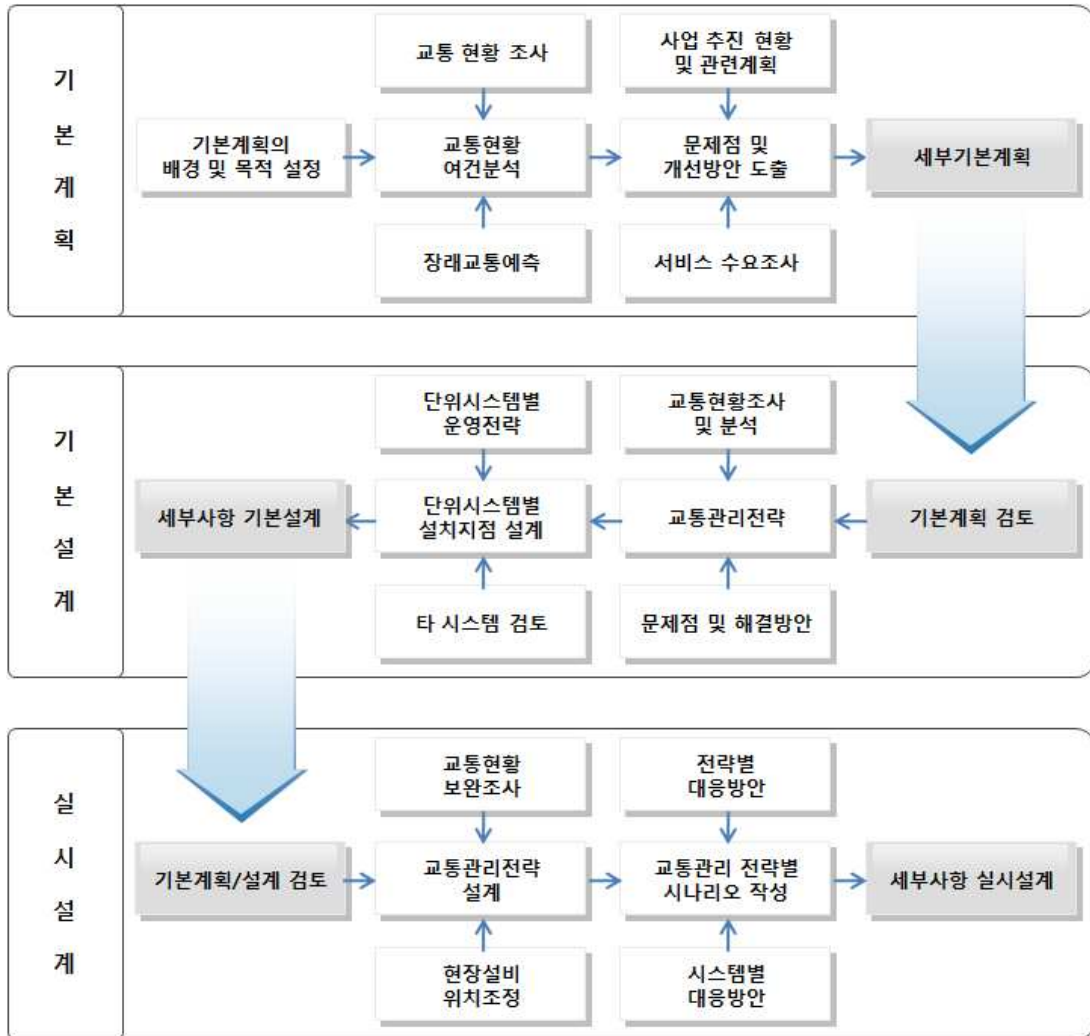 기
본
계
획
교통 현황 조사
사업 추진 현황
및 관련계획
기본계획의
배경 및 목적 설정
교통현황
여건분석
문제점 및
개선방안 도출
세부기본계획
장래교통예측
서비스 수요조사
기
본
설
계
단위시스템별
운영전략
교통현황조사
및 분석
세부사항 기본설계
단위시스템별
설치지점 설계
교통관리전략
기본계획 검토
타 시스템 검토
문제점 및 해결방안
실
시
설
계
교통현황
보완조사
전략별
대응방안
기본계획/설계 검토
교통관리전략
설계
교통관리 전략별
시나리오 작성
세부사항 실시설계
현장설비
위치조정
시스템별
대응방안